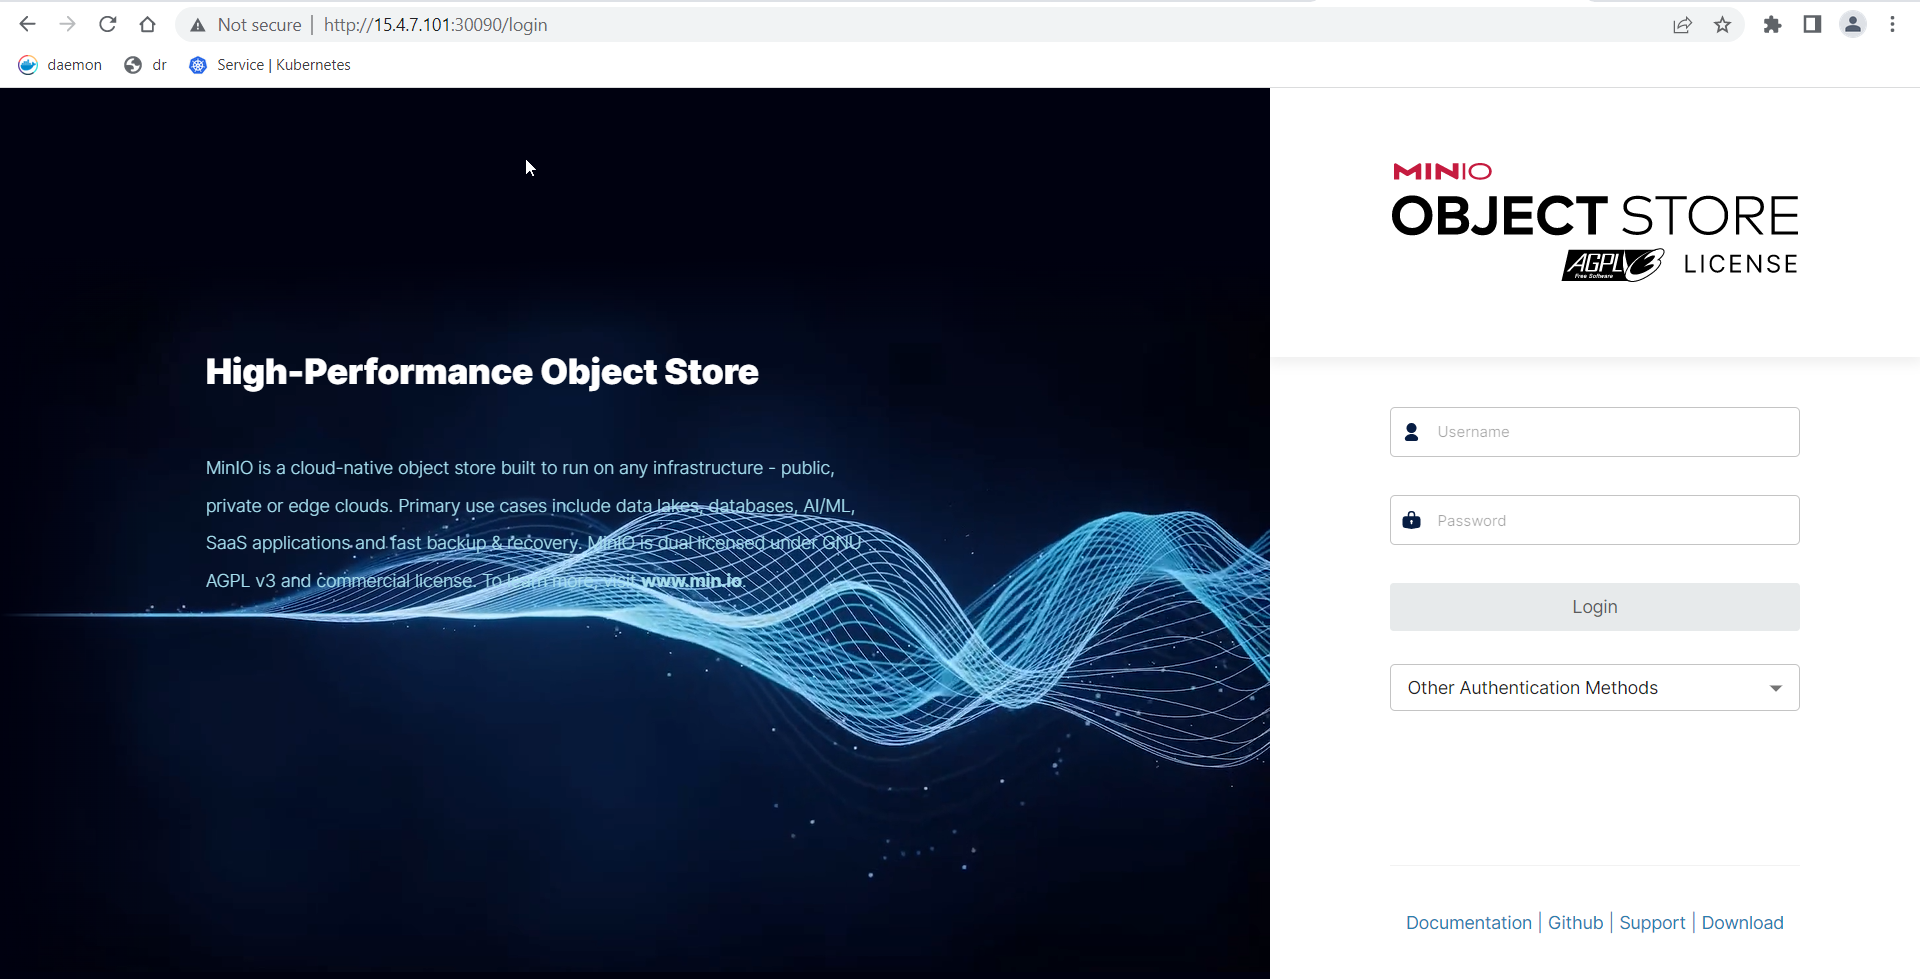 Not secure | http://15.4.7.101:30090/login
daemon dr Service | Kubernetes
High-Performance Object Store
MinIO is a cloud-native object store built to run on any infrastructure - public,
private or edge clouds. Primary use cases include data lakes, databases, AI/ML,
SaaS applications and fast backup & recovery. MinIO is dual licensed under GNU
AGPL v3 and commercial license. To learn more, visit www.min.io.
MINIO
OBJECT STORE
AGPLv3 LICENSE
Free Software
Username
Password
Login
Other Authentication Methods
Documentation | Github | Support | Download